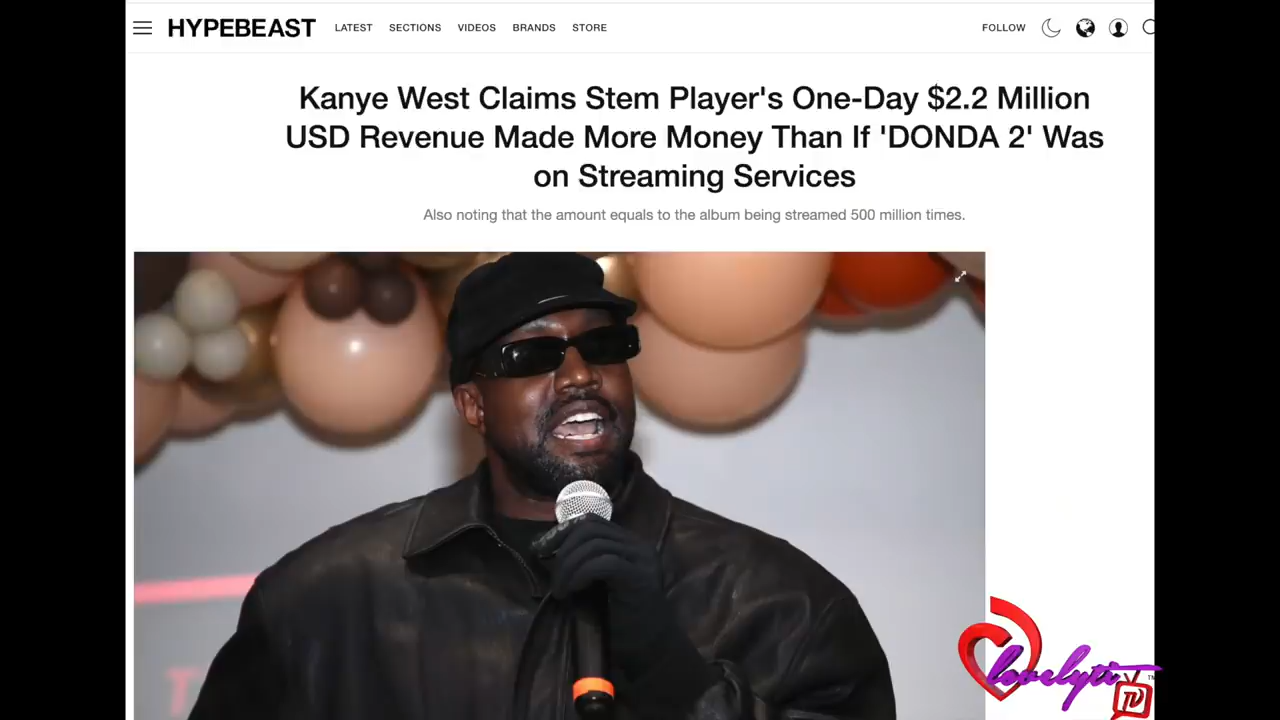 HYPEBEAST LATEST SECTIONS VIDEOS BRANDS STORE FOLLOW
Kanye West Claims Stem Player's One-Day $2.2 Million
USD Revenue Made More Money Than If 'DONDA 2' Was
on Streaming Services
Also noting that the amount equals to the album being streamed 500 million times.
lovelyti
TV